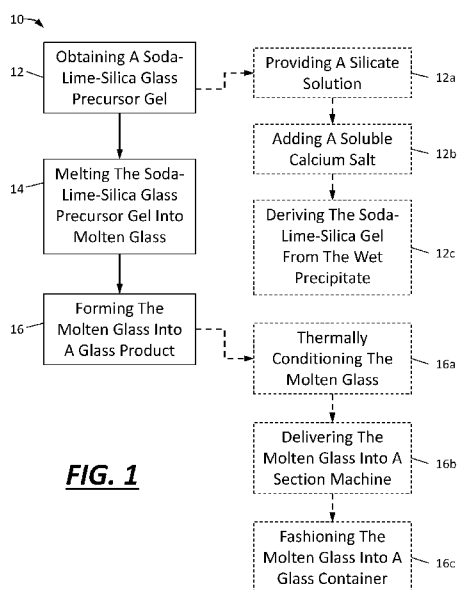 10
12
Obtaining A Soda-
Lime-Silica Glass
Precursor Gel
Providing A Silicate
Solution
12a
Adding A Soluble
Calcium Salt
12b
Deriving The Soda-
Lime-Silica Gel
From The Wet
Precipitate
12c
14
Melting The Soda-
Lime-Silica Glass
Precursor Gel Into
Molten Glass
16
Forming The
Molten Glass Into
A Glass Product
Thermally
Conditioning The
Molten Glass
16a
Delivering The
Molten Glass Into A
Section Machine
16b
Fashioning The
Molten Glass Into A
Glass Container
16c
FIG. 1